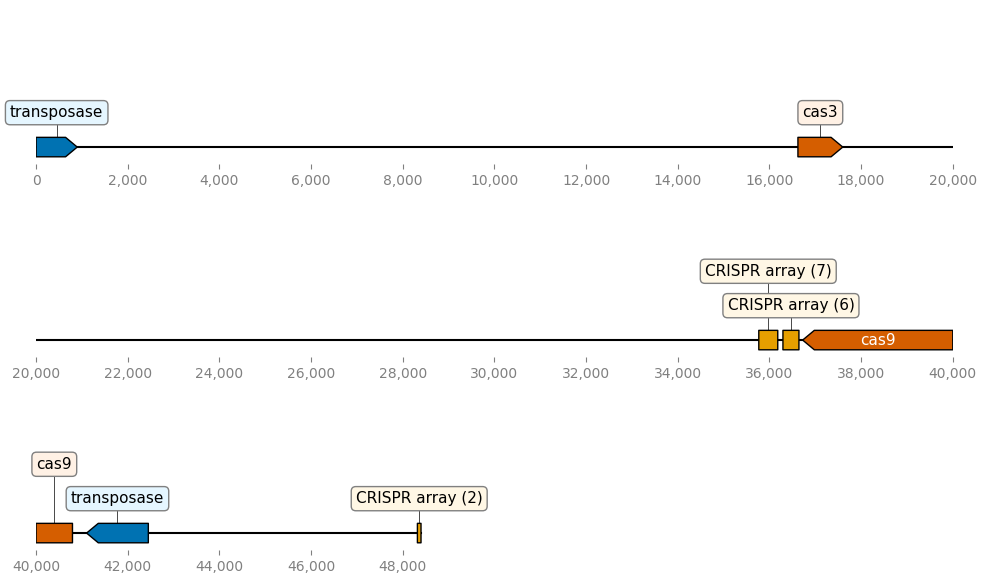 transposase
cas3
0 2,000 4,000 6,000 8,000 10,000 12,000 14,000 16,000 18,000 20,000
CRISPR array (7)
CRISPR array (6)
cas9
20,000 22,000 24,000 26,000 28,000 30,000 32,000 34,000 36,000 38,000 40,000
cas9
transposase
CRISPR array (2)
40,000 42,000 44,000 46,000 48,000